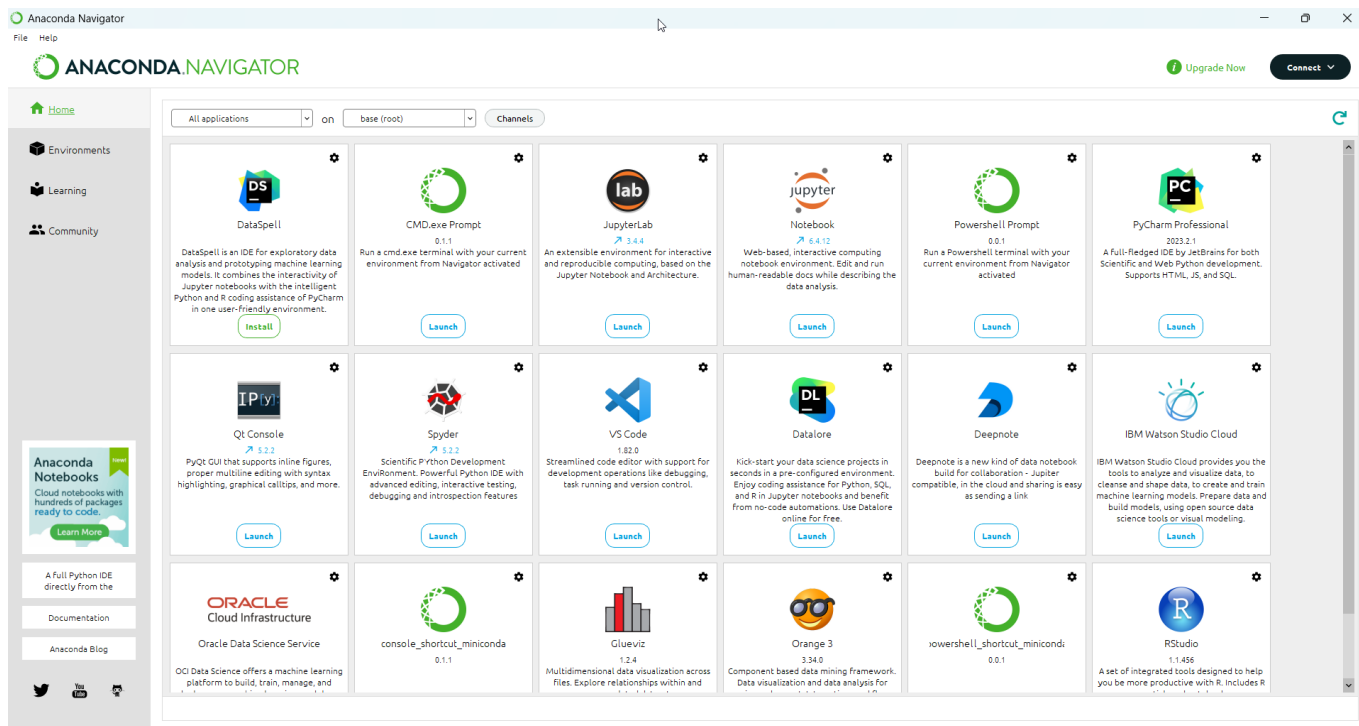 Anaconda Navigator
File Help
ANACONDA.NAVIGATOR
Upgrade Now
Connect
Home
Environments
Learning
Community
All applications on base (root) Channels
DS
DataSpell
DataSpell is an IDE for exploratory data
analysis and prototyping machine learning
models. It combines the interactivity of
Jupyter notebooks with the intelligent
Python and R coding assistance of PyCharm
in one user-friendly environment.
Install
CMD.exe Prompt
0.1.1
Run a cmd.exe terminal with your current
environment from Navigator activated
Launch
lab
JupyterLab
3.4.4
An extensible environment for interactive
and reproducible computing, based on the
Jupyter Notebook and Architecture.
Launch
jupyter
Notebook
6.4.12
Web-based, interactive computing
notebook environment. Edit and run
human-readable docs while describing the
data analysis.
Launch
Powershell Prompt
0.0.1
Run a Powershell terminal with your
current environment from Navigator
activated
Launch
PC
PyCharm Professional
2023.2.1
A full-fledged IDE by JetBrains for both
Scientific and Web Python development.
Supports HTML, JS, and SQL.
Launch
IP[y]:
Qt Console
5.2.2
PyQt GUI that supports inline figures,
proper multiline editing with syntax
highlighting, graphical calltips, and more.
Launch
Spyder
5.2.2
Scientific PYthon Development
EnviRonment. Powerful Python IDE with
advanced editing, interactive testing,
debugging and introspection features
Launch
VS Code
1.82.0
Streamlined code editor with support for
development operations like debugging,
task running and version control.
Launch
DL
Datalore
Kick-start your data science projects in
seconds in a pre-configured environment.
Enjoy coding assistance for Python, SQL,
and R in Jupyter notebooks and benefit
from no-code automations. Use Datalore
online for free.
Launch
Deepnote
Deepnote is a new kind of data notebook
build for collaboration - Jupiter
compatible, in the cloud and sharing is easy
as sending a link
Launch
IBM Watson Studio Cloud
IBM Watson Studio Cloud provides you the
tools to analyze and visualize data, to
cleanse and shape data, to create and train
machine learning models. Prepare data and
build models, using open source data
science tools or visual modeling.
Launch
ORACLE
Cloud Infrastructure
Oracle Data Science Service
OCI Data Science offers a machine learning
platform to build, train, manage, and
console_shortcut_miniconda
0.1.1
Glueviz
1.2.4
Multidimensional data visualization across
files. Explore relationships within and
Orange 3
3.34.0
Component based data mining framework.
Data visualization and data analysis for
owershell_shortcut_minicond
0.0.1
R
RStudio
1.1.456
A set of integrated tools designed to help
you be more productive with R. Includes R
Anaconda
Notebooks
New!
Cloud notebooks with
hundreds of packages
ready to code.
Learn More
A full Python IDE
directly from the
Documentation
Anaconda Blog
You
Tube